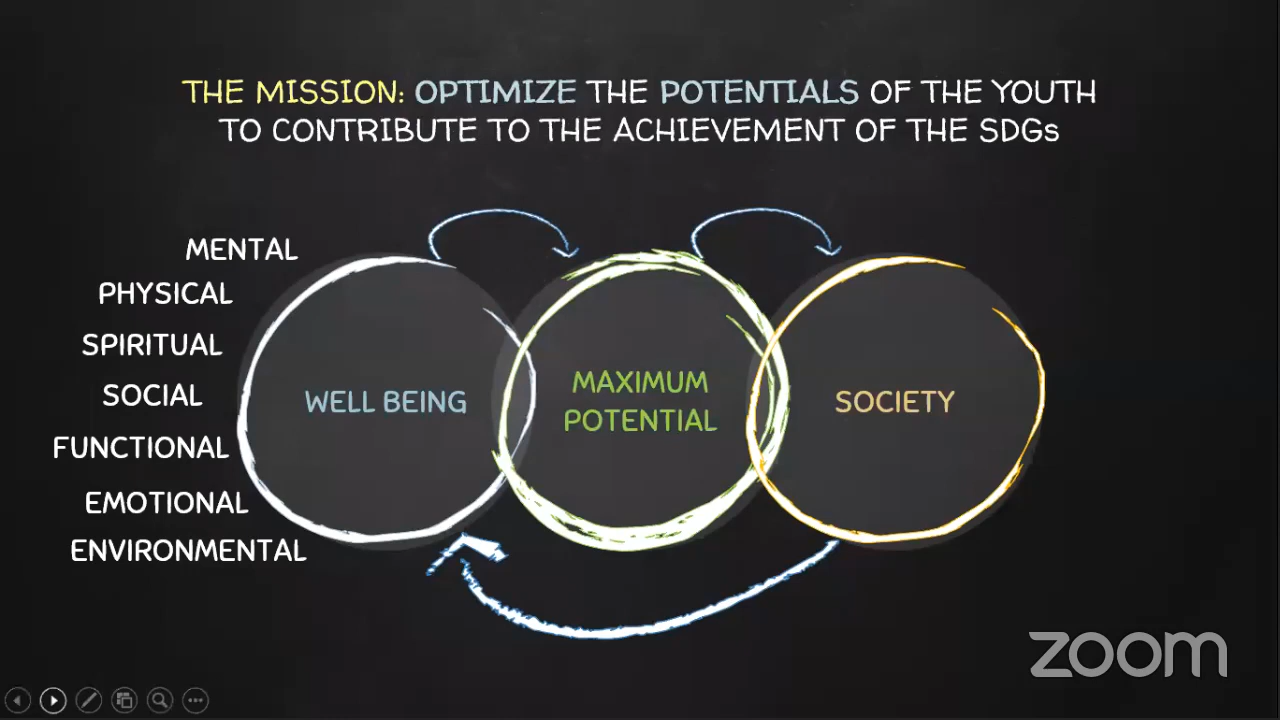 THE MISSION: OPTIMIZE THE POTENTIALS OF THE YOUTH
TO CONTRIBUTE TO THE ACHIEVEMENT OF THE SDGs
MENTAL
PHYSICAL
SPIRITUAL
SOCIAL
FUNCTIONAL
EMOTIONAL
ENVIRONMENTAL
WELL BEING
MAXIMUM
POTENTIAL
SOCIETY
zoom